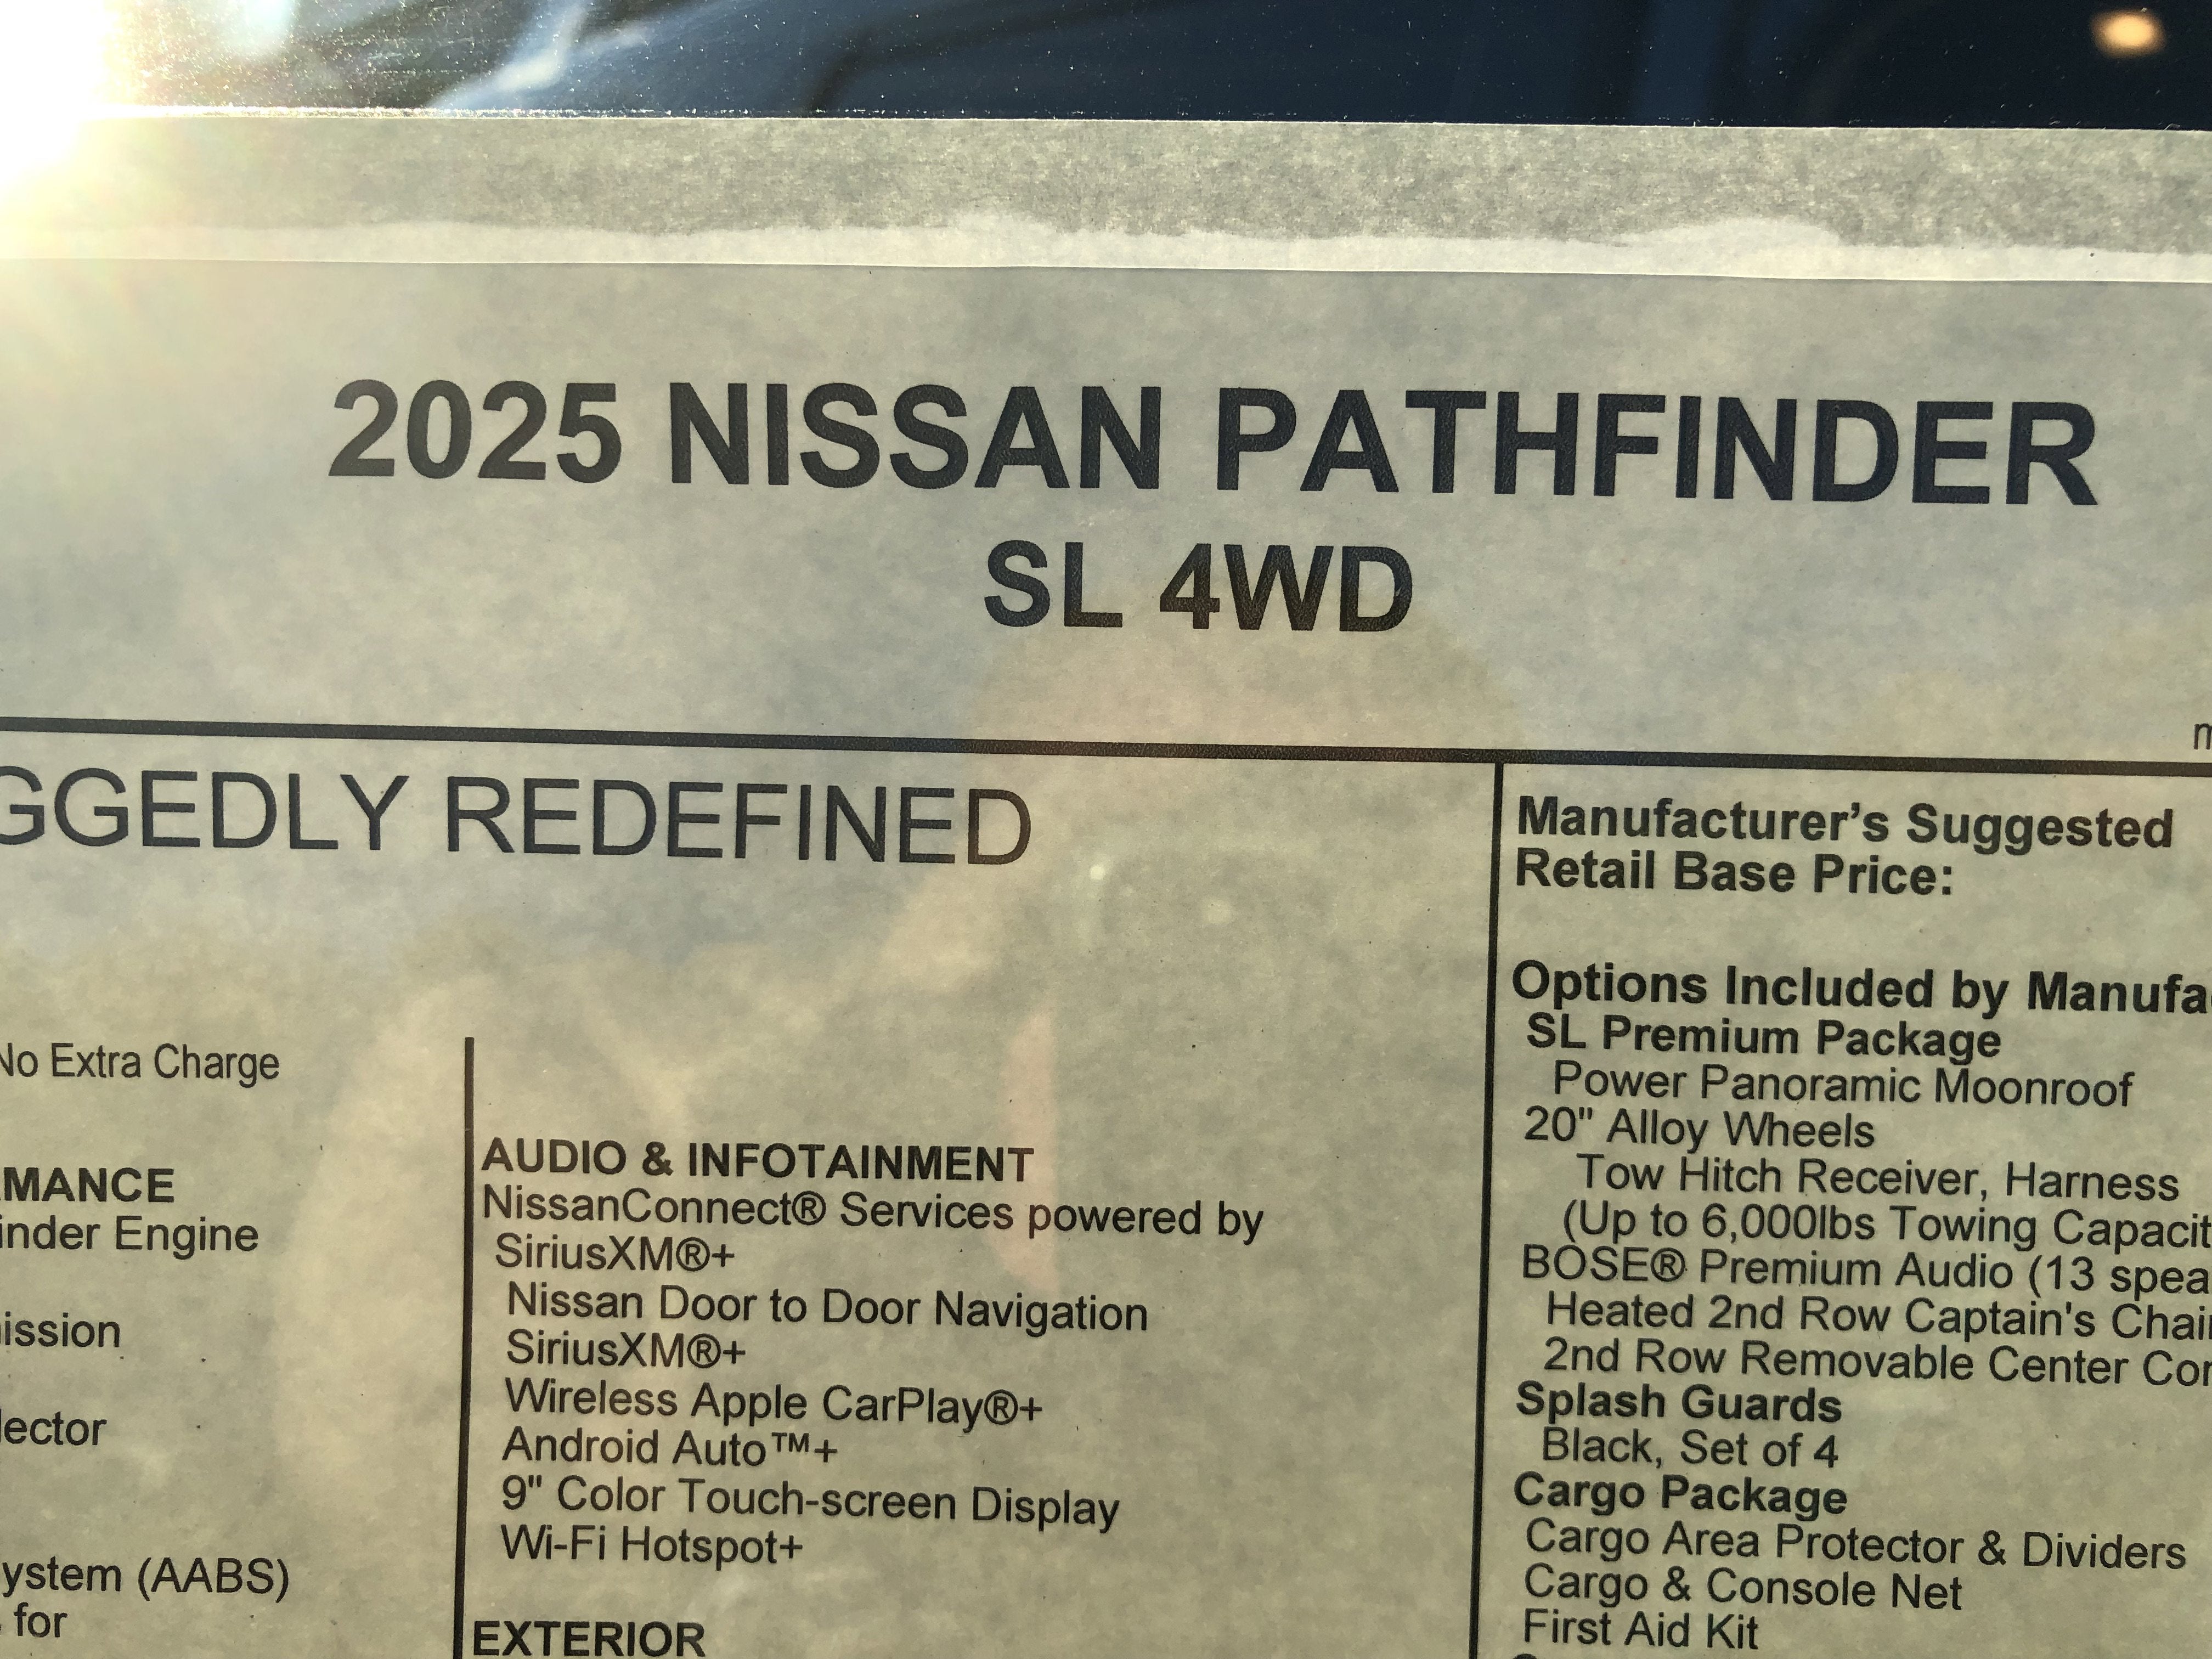 2025 NISSAN PATHFINDER
SL 4WD
GGEDLY REDEFINED
No Extra Charge
MANCE
inder Engine
ission
lector
ystem (AABS)
for
AUDIO & INFOTAINMENT
NissanConnect® Services powered by
SiriusXM®+
Nissan Door to Door Navigation
SiriusXM®+
Wireless Apple CarPlay®+
Android Auto™+
9" Color Touch-screen Display
Wi-Fi Hotspot+
EXTERIOR
m
Manufacturer's Suggested
Retail Base Price:
Options Included by Manufa
SL Premium Package
Power Panoramic Moonroof
20" Alloy Wheels
Tow Hitch Receiver, Harness
(Up to 6,000lbs Towing Capacit
BOSE® Premium Audio (13 spea
Heated 2nd Row Captain's Chair
2nd Row Removable Center Con
Splash Guards
Black, Set of 4
Cargo Package
Cargo Area Protector & Dividers
Cargo & Console Net
First Aid Kit